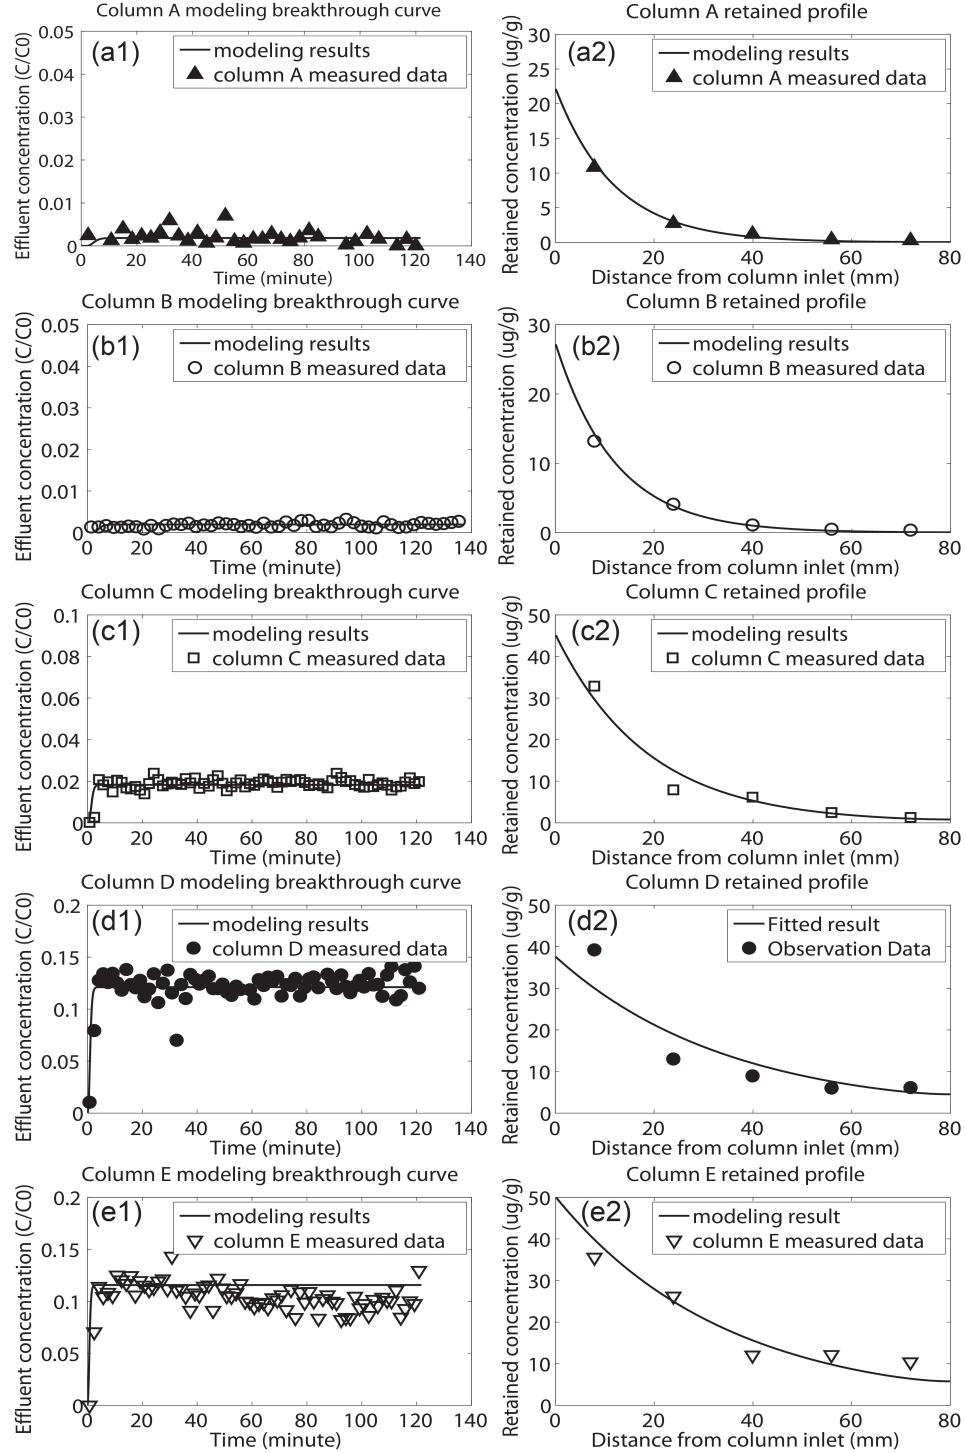 Column A modeling breakthrough curve
Effluent concentration (C/C0)
0.05
0.04
0.03
0.02
0.01
0
(a1)
modeling results
column A measured data
0 20 40 60 80 100 120 140
Time (minute)
Column A retained profile
Retained concentration (ug/g)
30
25
20
15
10
5
0
(a2)
modeling results
column A measured data
0 20 40 60 80
Distance from column inlet (mm)
Column B modeling breakthrough curve
Effluent concentration (C/C0)
0.05
0.04
0.03
0.02
0.01
0
(b1)
modeling results
column B measured data
0 20 40 60 80 100 120 140
Time (minute)
Column B retained profile
Retained concentration (ug/g)
30
20
10
0
(b2)
modeling results
column B measured data
0 20 40 60 80
Distance from column inlet (mm)
Column C modeling breakthrough curve
Effluent concentration (C/C0)
0.1
0.08
0.06
0.04
0.02
0
(c1)
modeling results
column C measured data
0 20 40 60 80 100 120 140
Time (minute)
Column C retained profile
Retained concentration (ug/g)
50
40
30
20
10
0
(c2)
modeling results
column C measured data
0 20 40 60 80
Distance from column inlet (mm)
Column D modeling breakthrough curve
Effluent concentration (C/C0)
0.2
0.15
0.1
0.05
0
(d1)
modeling results
column D measured data
0 20 40 60 80 100 120 140
Time (minute)
Column D retained profile
Retained concentration (ug/g)
50
40
30
20
10
0
(d2)
Fitted result
Observation Data
0 20 40 60 80
Distance from column inlet (mm)
Column E modeling breakthrough curve
Effluent concentration (C/C0)
0.2
0.15
0.1
0.05
0
(e1)
modeling results
column E measured data
0 20 40 60 80 100 120 140
Time (minute)
Column E retained profile
Retained concentration (ug/g)
50
40
30
20
10
0
(e2)
modeling result
column E measured data
0 20 40 60 80
Distance from column inlet (mm)